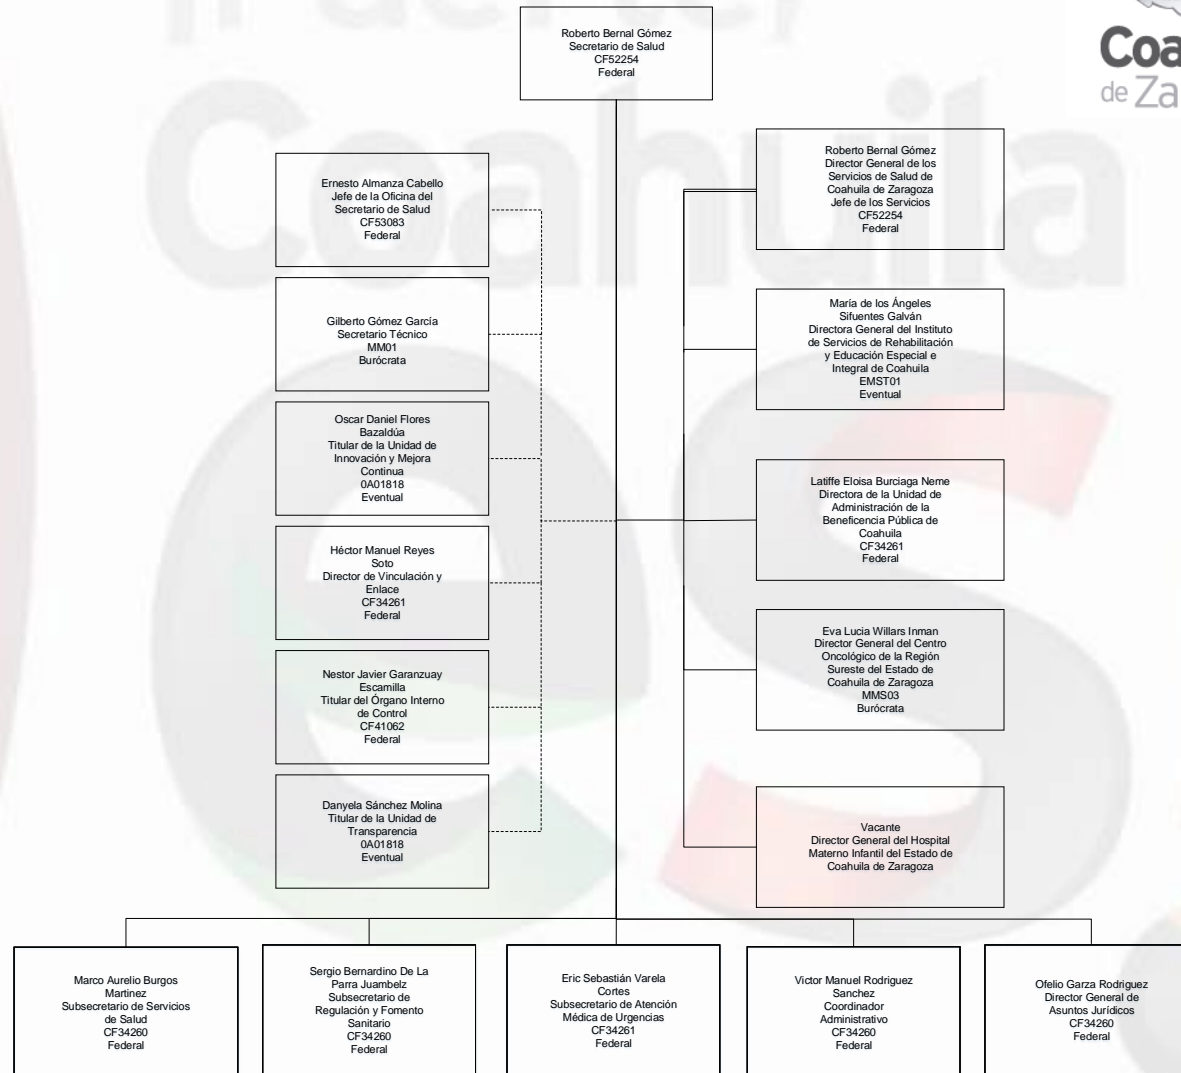 Roberto Bernal Gómez
Secretario de Salud
CF52254
Federal
Coahuila
Ernesto Almanza Cabello
Jefe de la Oficina del
Secretario de Salud
CF53083
Federal
Gilberto Gómez García
Secretario Técnico
MM01
Burócrata
Oscar Daniel Flores
Bazaldúa
Titular de la Unidad de
Innovación y Mejora
Continua
0A01818
Eventual
Héctor Manuel Reyes
Soto
Director de Vinculación y
Enlace
CF34261
Federal
Nestor Javier Garanzuay
Escamilla
Titular del Órgano Interno
de Control
CF41062
Federal
Danyela Sánchez Molina
Titular de la Unidad de
Transparencia
0A01818
Eventual
Roberto Bernal Gómez
Director General de los
Servicios de Salud de
Coahuila de Zaragoza
Jefe de los Servicios
CF52254
Federal
María de los Ángeles
Sifuentes Galván
Directora General del Instituto
de Servicios de Rehabilitación
y Educación Especial e
Integral de Coahuila
EMST01
Eventual
Latiffe Eloisa Burciaga Neme
Directora de la Unidad de
Administración de la
Beneficencia Pública de
Coahuila
CF34261
Federal
Eva Lucia Willars Inman
Director General del Centro
Oncológico de la Región
Sureste del Estado de
Coahuila de Zaragoza
MMS03
Burócrata
Vacante
Director General del Hospital
Materno Infantil del Estado de
Coahuila de Zaragoza
Marco Aurelio Burgos
Martinez
Subsecretario de Servicios
de Salud
CF34260
Federal
Sergio Bernardino De La
Parra Juambelz
Subsecretario de
Regulación y Fomento
Sanitario
CF34260
Federal
Eric Sebastián Varela
Cortes
Subsecretario de Atención
Médica de Urgencias
CF34261
Federal
Victor Manuel Rodriguez
Sanchez
Coordinador
Administrativo
CF34260
Federal
Ofelio Garza Rodriguez
Director General de
Asuntos Jurídicos
CF34260
Federal
Coa
de Za
es